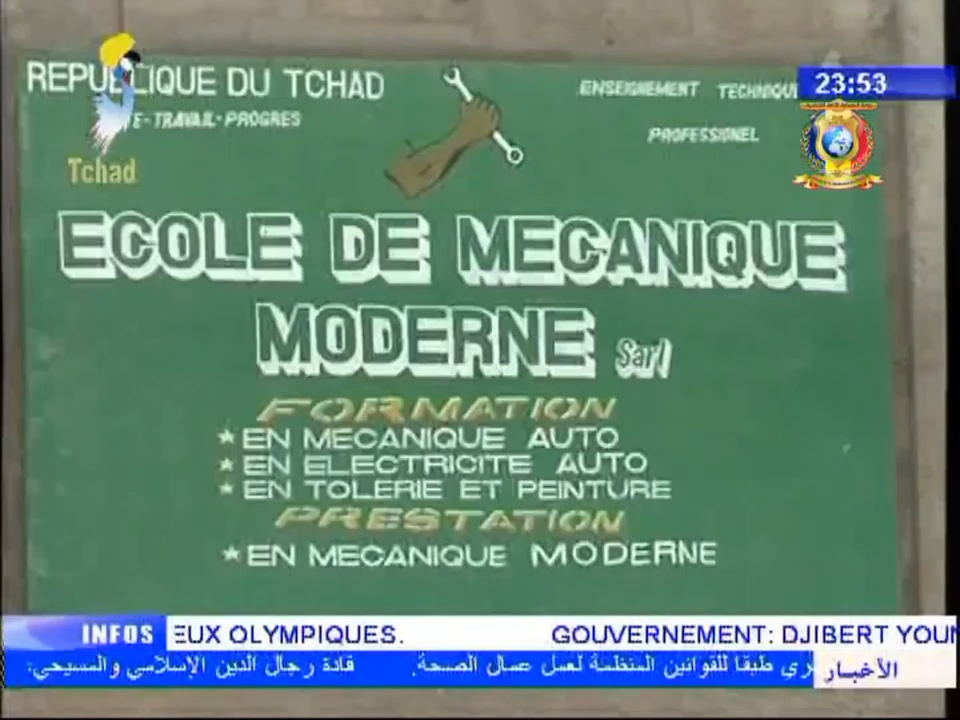 REPUBLIQUE DU TCHAD
E-TRAVAIL-PROGRES
ENSEIGNEMENT TECHNIQUE
PROFESSIONEL
23:53
Tchad
ECOLE DE MECANIQUE
MODERNE Sarl
FORMATION
* EN MECANIQUE AUTO
* EN ELECTRICITE AUTO
* EN TOLERIE ET PEINTURE
PRESTATION
* EN MECANIQUE MODERNE
INFOS EUX OLYMPIQUES. GOUVERNEMENT: DJIBERT YOUN
الأخبار ري طبقا للقوانين المنظمة لعمل عمال الصحة. قادة رجال الدين الإسلامي والمسيحي: